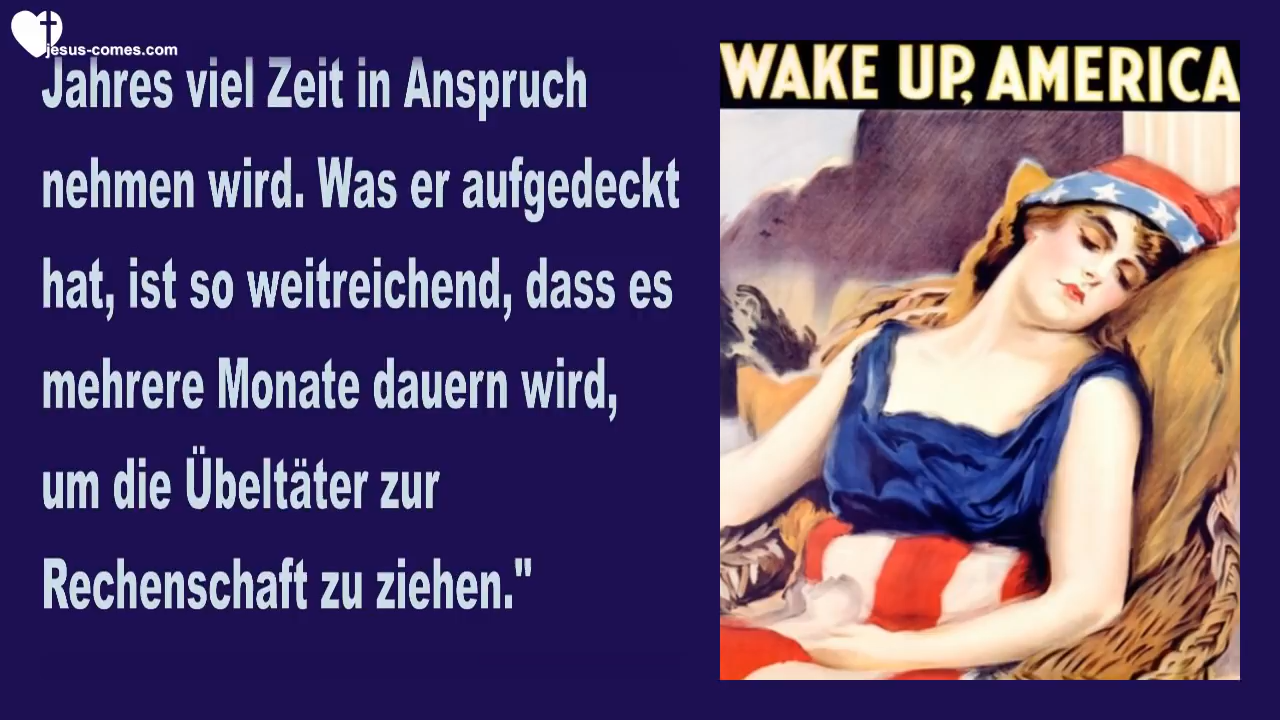 jesus-comes.com
Jahres viel Zeit in Anspruch
nehmen wird. Was er aufgedeckt
hat, ist so weitreichend, dass es
mehrere Monate dauern wird,
um die Übeltäter zur
Rechenschaft zu ziehen."
WAKE UP, AMERICA